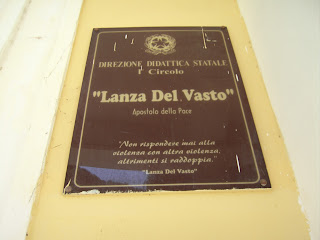 DIREZIONE DIDATTICA STATALE
1° Circolo
"Lanza Del Vasto"
Apostolo della Pace
"Non rispondere mai alla
violenza con altra violenza,
altrimenti si raddoppia."
"Lanza Del Vasto"